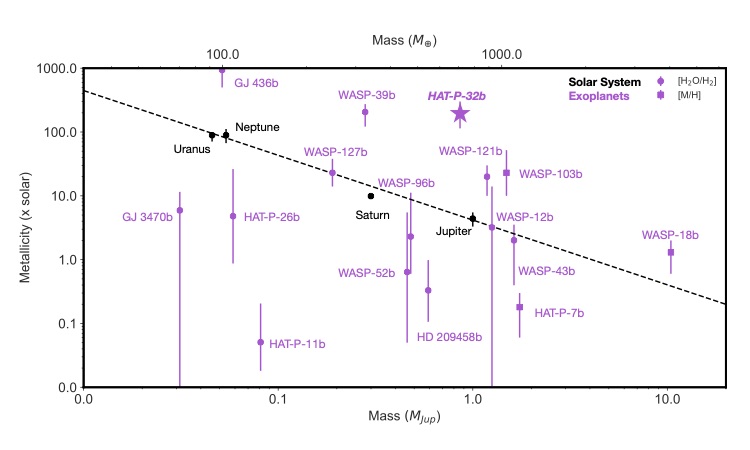 Mass (M⊕)
100.0 1000.0
1000.0
GJ 436b
Solar System [H₂O/H₂]
Exoplanets [M/H]
WASP-39b
HAT-P-32b
100.0
Neptune
Uranus
WASP-127b
WASP-121b
WASP-103b
WASP-96b
10.0
GJ 3470b
HAT-P-26b
Saturn
WASP-12b
Jupiter
WASP-18b
Metallicity (x solar)
1.0
WASP-52b
WASP-43b
0.1
HD 209458b
HAT-P-7b
HAT-P-11b
0.0
0.0 0.1 1.0 10.0
Mass (M_Jup)